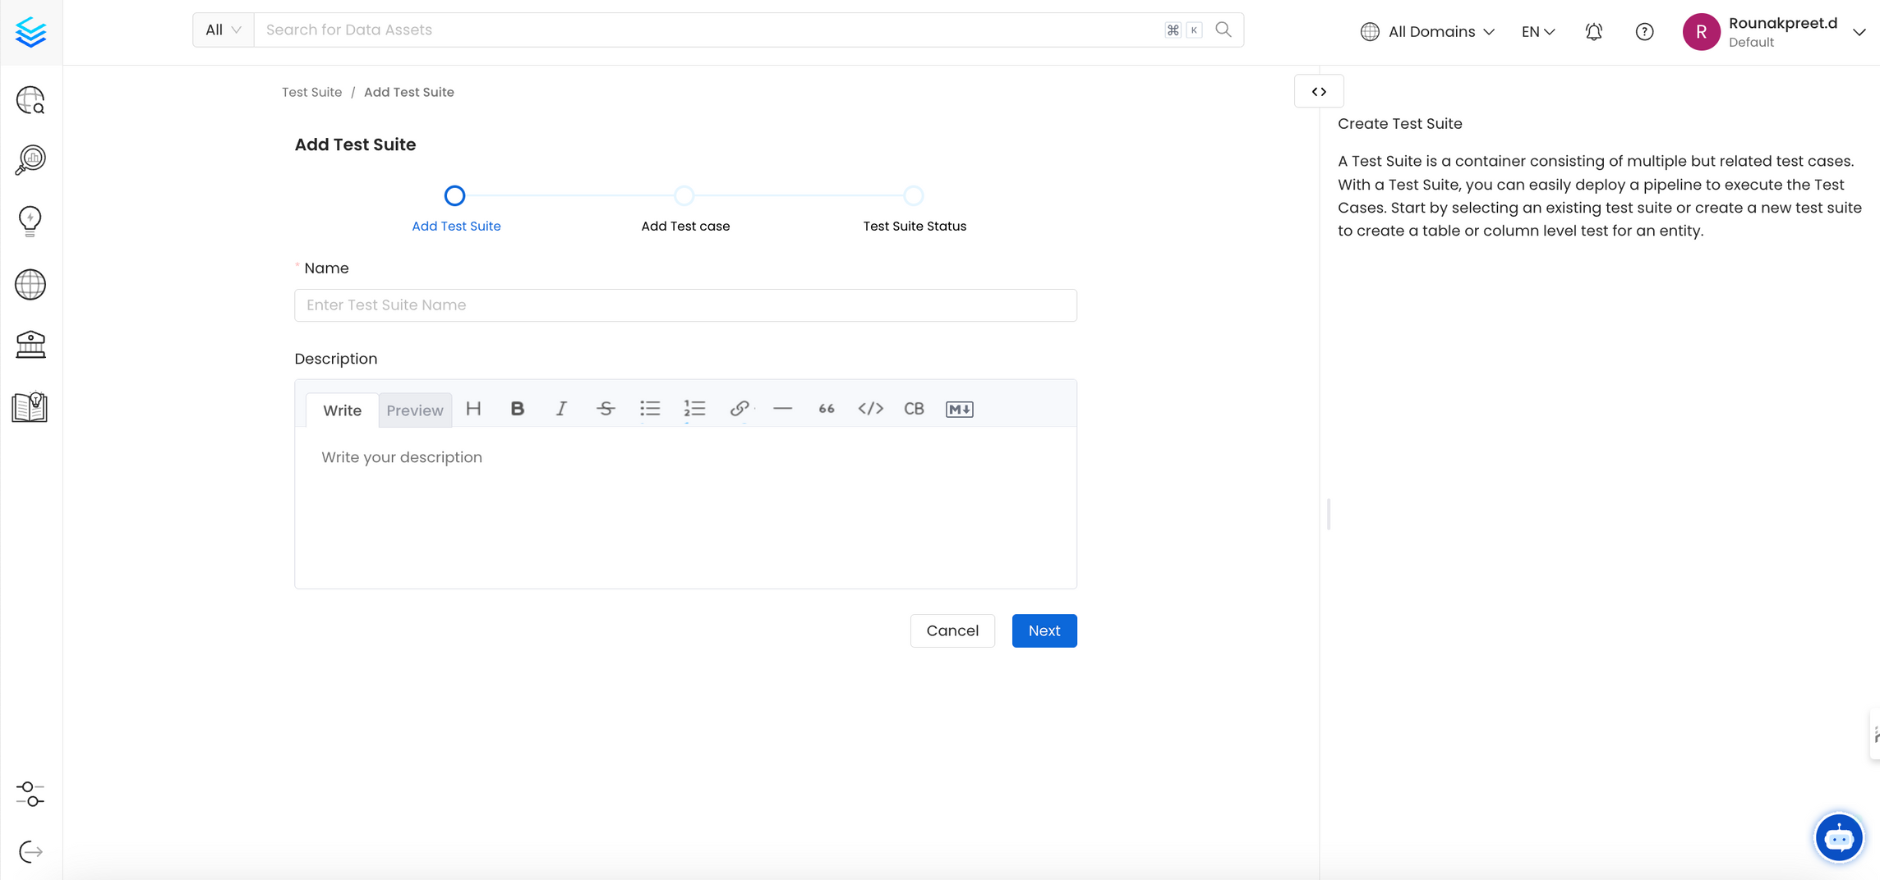 All
Search for Data Assets
⌘ K
All Domains
EN
R
Rounakpreet.d
Default
Test Suite / Add Test Suite
Add Test Suite
Add Test Suite
Add Test case
Test Suite Status
* Name
Enter Test Suite Name
Description
Write
Preview
H B I S
CB
M
Write your description
Cancel
Next
Create Test Suite
A Test Suite is a container consisting of multiple but related test cases.
With a Test Suite, you can easily deploy a pipeline to execute the Test
Cases. Start by selecting an existing test suite or create a new test suite
to create a table or column level test for an entity.